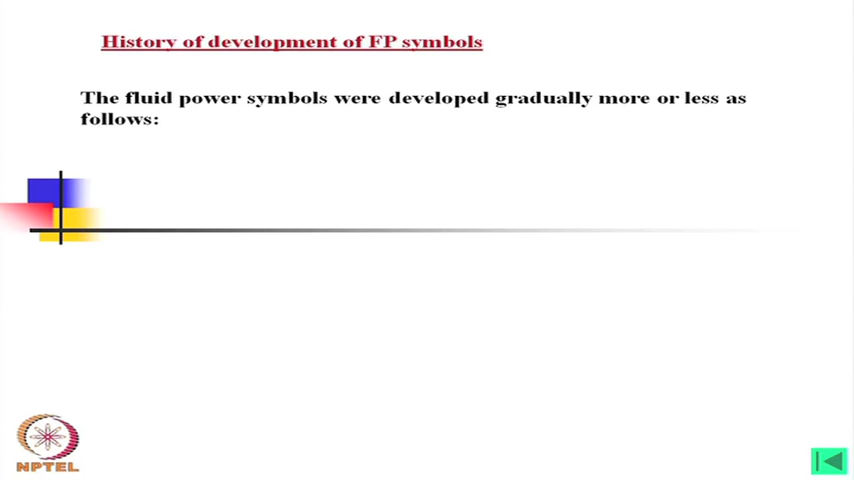 History of development of FP symbols
The fluid power symbols were developed gradually more or less as
follows:
NPTEL